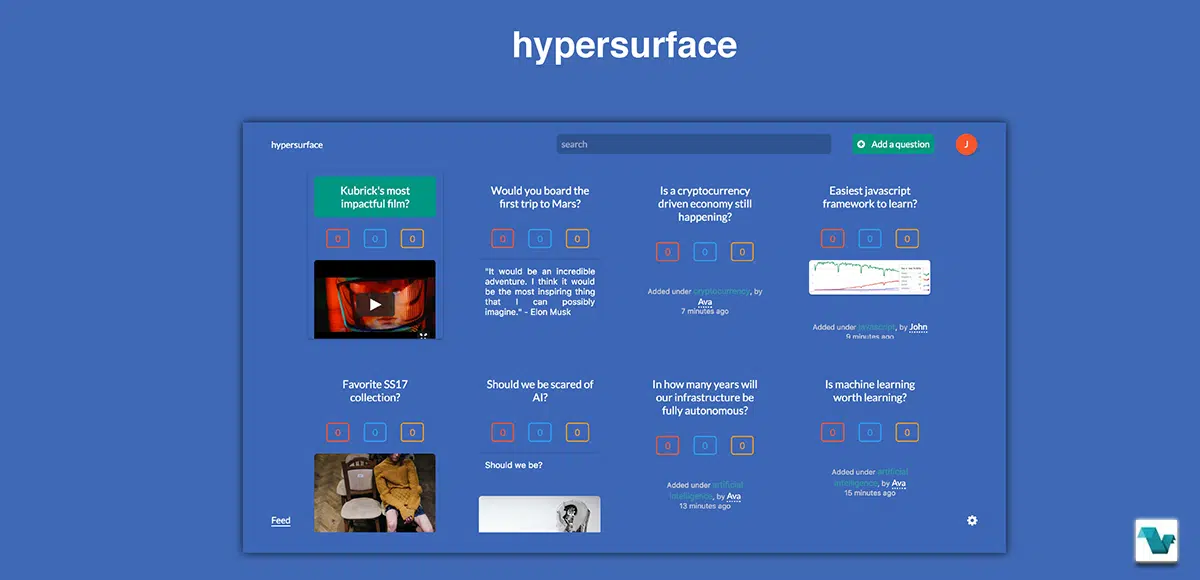 hypersurface
hypersurface
search
Add a question
J
Kubrick's most
impactful film?
0 0 0
Would you board the
first trip to Mars?
0 0 0
"It would be an incredible
adventure. I think it would
be the most inspiring thing
that I can possibly
imagine." - Elon Musk
Is a cryptocurrency
driven economy still
happening?
0 0 0
Added under cryptocurrency, by
Ava
7 minutes ago
Easiest javascript
framework to learn?
0 0 0
Added under javascript, by John
9 minutes ago
Favorite SS17
collection?
0 0 0
Should we be scared of
AI?
0 0 0
Should we be?
In how many years will
our infrastructure be
fully autonomous?
0 0 0
Added under artificial
intelligence, by Ava
13 minutes ago
Is machine learning
worth learning?
0 0 0
Added under artificial
intelligence, by Ava
15 minutes ago
Feed